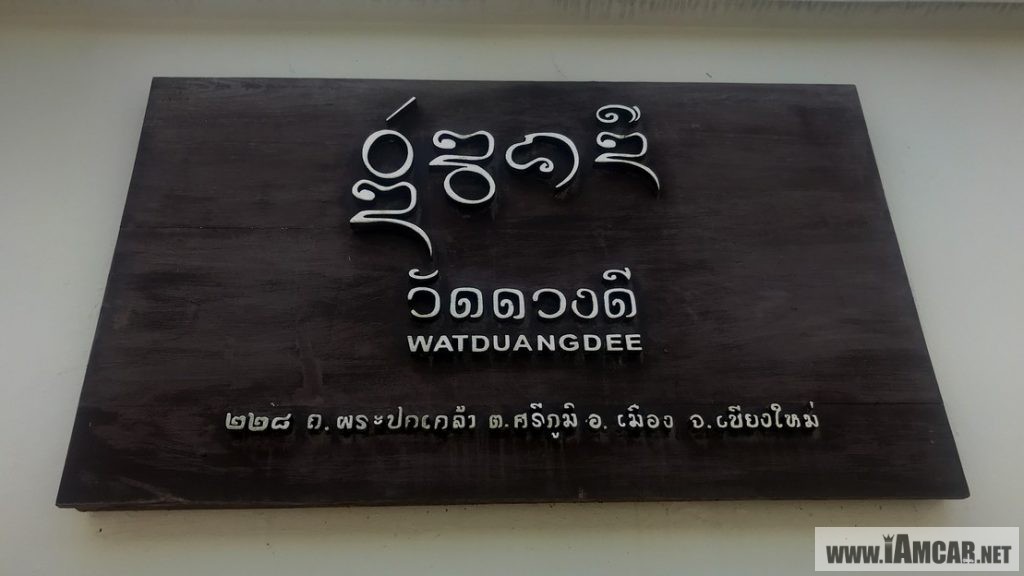 วัดดวงดี
WATDUANGDEE
๒๒๘ ถ.พระปกเกล้า ต.ศรีภูมิ อ.เมือง จ.เชียงใหม่
www.iAMCAR.NET